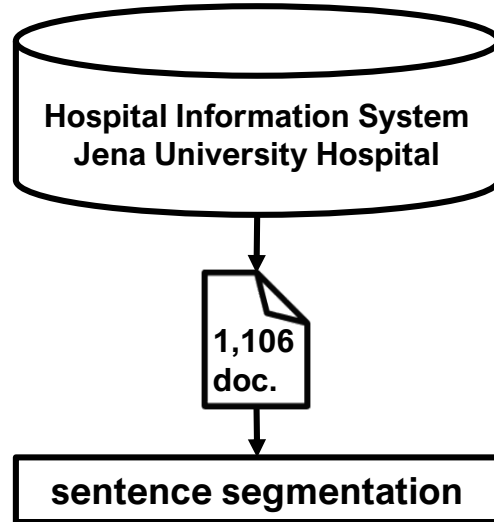 Hospital Information System
Jena University Hospital
1,106
doc.
sentence segmentation